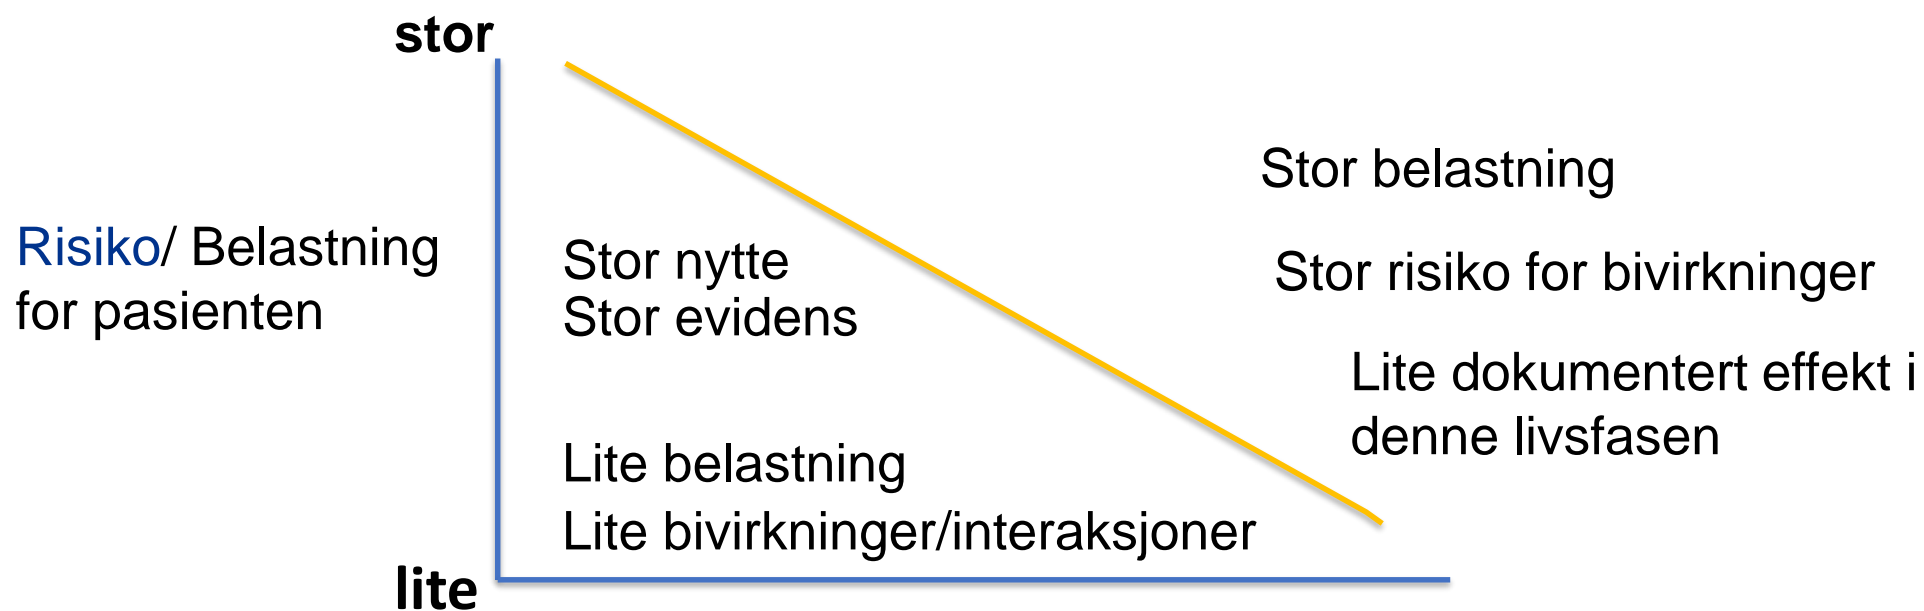 stor
Risiko/ Belastning
for pasienten
Stor nytte
Stor evidens
Lite belastning
Lite bivirkninger/interaksjoner
lite
Stor belastning
Stor risiko for bivirkninger
Lite dokumentert effekt i
denne livsfasen